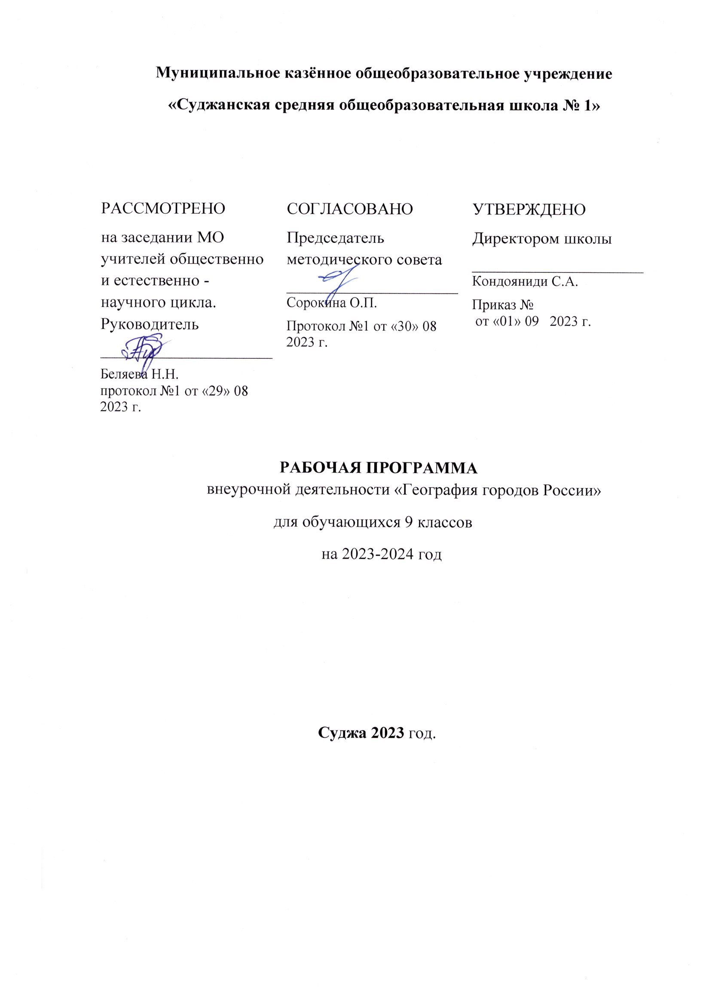 Муниципальное казённое общеобразовательное учреждение
«Суджанская средняя общеобразовательная школа № 1»
РАССМОТРЕНО
на заседании МО
учителей общественно
и естественно -
научного цикла.
Руководитель
Беляева Н.Н.
протокол №1 от «29» 08
2023 г.
СОГЛАСОВАНО
Председатель
методического совета
Сорокина О.П.
Протокол №1 от «30» 08
2023 г.
УТВЕРЖДЕНО
Директором школы
Кондояниди С.А.
Приказ №
от «01» 09 2023 г.
РАБОЧАЯ ПРОГРАММА
внеурочной деятельности «География городов России»
для обучающихся 9 классов
на 2023-2024 год
Суджа 2023 год.